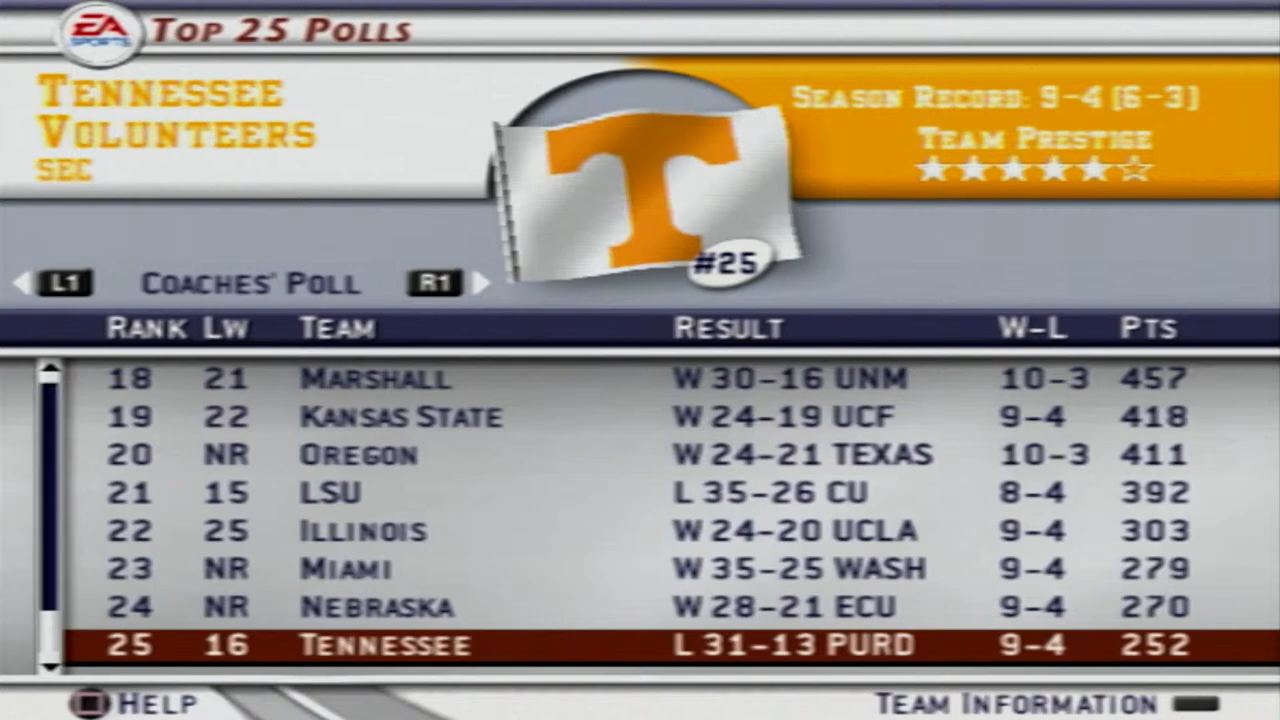 EA SPORTS
TOP 25 POLLS
TENNESSEE
VOLUNTEERS
SEC
SEASON RECORD: 9-4 (6-3)
TEAM PRESTIGE
#25
L1 COACHES' POLL R1
RANK LW TEAM RESULT W-L PTS
18 21 MARSHALL W 30-16 UNM 10-3 457
19 22 KANSAS STATE W 24-19 UCF 9-4 418
20 NR OREGON W 24-21 TEXAS 10-3 411
21 15 LSU L 35-26 CU 8-4 392
22 25 ILLINOIS W 24-20 UCLA 9-4 303
23 NR MIAMI W 35-25 WASH 9-4 279
24 NR NEBRASKA W 28-21 ECU 9-4 270
25 16 TENNESSEE L 31-13 PURD 9-4 252
HELP TEAM INFORMATION